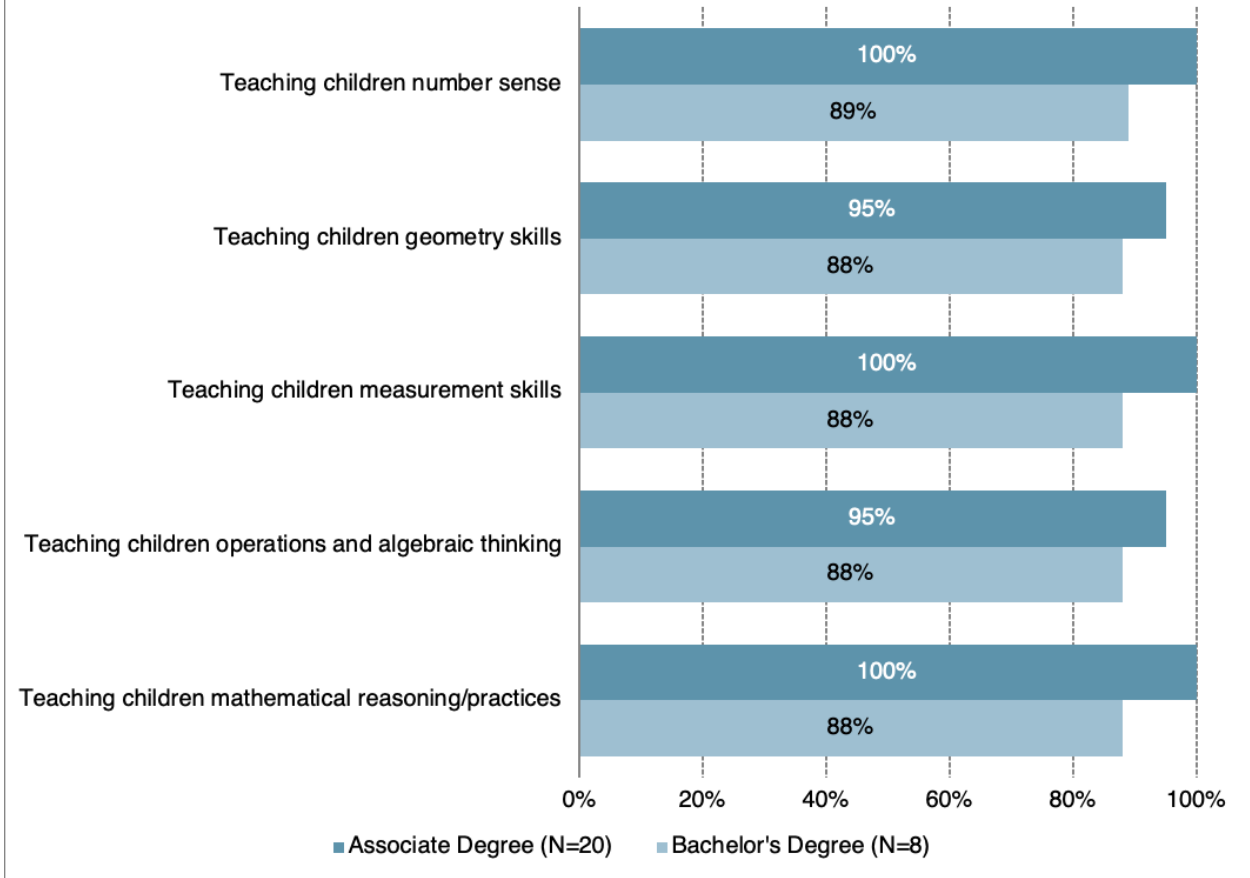 Teaching children number sense
100%
89%
Teaching children geometry skills
95%
88%
Teaching children measurement skills
100%
88%
Teaching children operations and algebraic thinking
95%
88%
Teaching children mathematical reasoning/practices
100%
88%
0% 20% 40% 60% 80% 100%
Associate Degree (N=20) Bachelor's Degree (N=8)